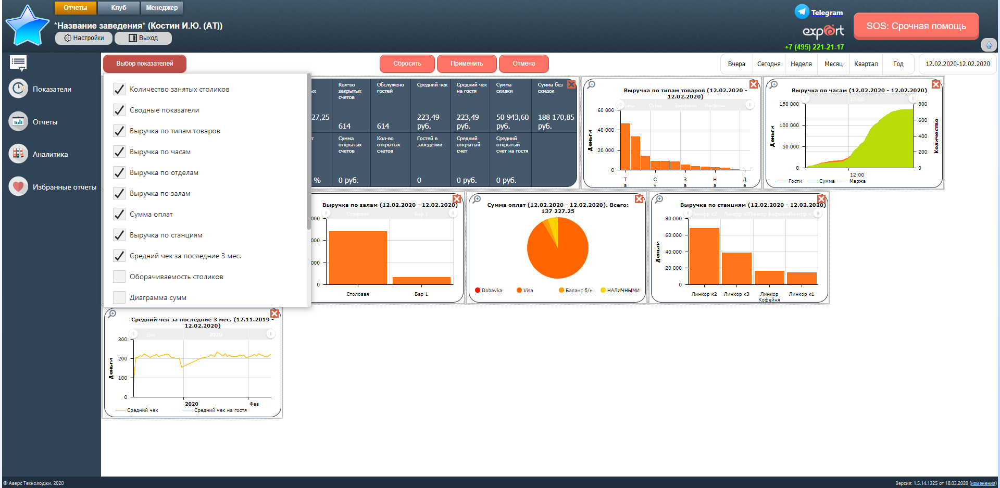 Отчеты
Клуб
Менеджер
*Название заведения* (Костин И.Ю. (АТ))
Настройки
Выход
Telegram
expert
+7 (495) 221-21-17
SOS: Срочная помощь
Показатели
Отчеты
Аналитика
Избранные отчеты
Выбор показателей
Сбросить
Применить
Отмена
Вчера
Сегодня
Неделя
Месяц
Квартал
Год
12.02.2020-12.02.2020
Количество занятых столиков
Сводные показатели
Выручка по типам товаров
Выручка по часам
Выручка по отделам
Выручка по залам
Сумма оплат
Выручка по станциям
Средний чек за последние 3 мес.
Оборачиваемость столиков
Диаграмма сумм
ых
27,25
Кол-во
закрытых
счетов
614
Обслужено
гостей
614
Средний чек
223,49
руб.
Средний чек
на гостя
223,49
руб.
Сумма
скидки
50 943,60
руб.
Сумма без
скидок
188 170,85
руб.
т
%
Сумма
открытых
счетов
0 руб.
Кол-во
открытых
счетов
Гостей в
заведении
0
Средний
открытый
счет
0 руб.
Средний
открытый
счет на гостя
0 руб.
Выручка по типам товаров (12.02.2020 -
12.02.2020)
Супы
Завтраки
Напитки
Деньги
60 000
40 000
20 000
0
Та
Су
За
На
Де
Выручка по часам (12.02.2020 - 12.02.2020)
12:00
Деньги
150 000
100 000
50 000
0
800
600
400
200
0
Количество
12:00
Гости
Сумма
Маржа
Выручка по залам (12.02.2020 - 12.02.2020)
Столовая
Бар 1
000
000
000
0
Столовая
Бар 1
Сумма оплат (12.02.2020 - 12.02.2020). Всего:
137 227.25
Dobavka
Visa
Баланс б/н
НАЛИЧНЫМИ
Выручка по станциям (12.02.2020 - 12.02.2020)
Линкор к2
Линкор к3
Линкор Кофейня
Линкор к1
Деньги
80 000
60 000
40 000
20 000
0
Линкор к2
Линкор к3
Линкор
Кофейня
Линкор к1
Средний чек за последние 3 мес. (12.11.2019 -
12.02.2020)
Дек
2020
Деньги
300
200
100
0
2020
Фев
Средний чек
Средний чек на гостя
© Аверс Технолоджи, 2020
Версия: 1.5.14.1325 от 18.03.2020 (изменения)